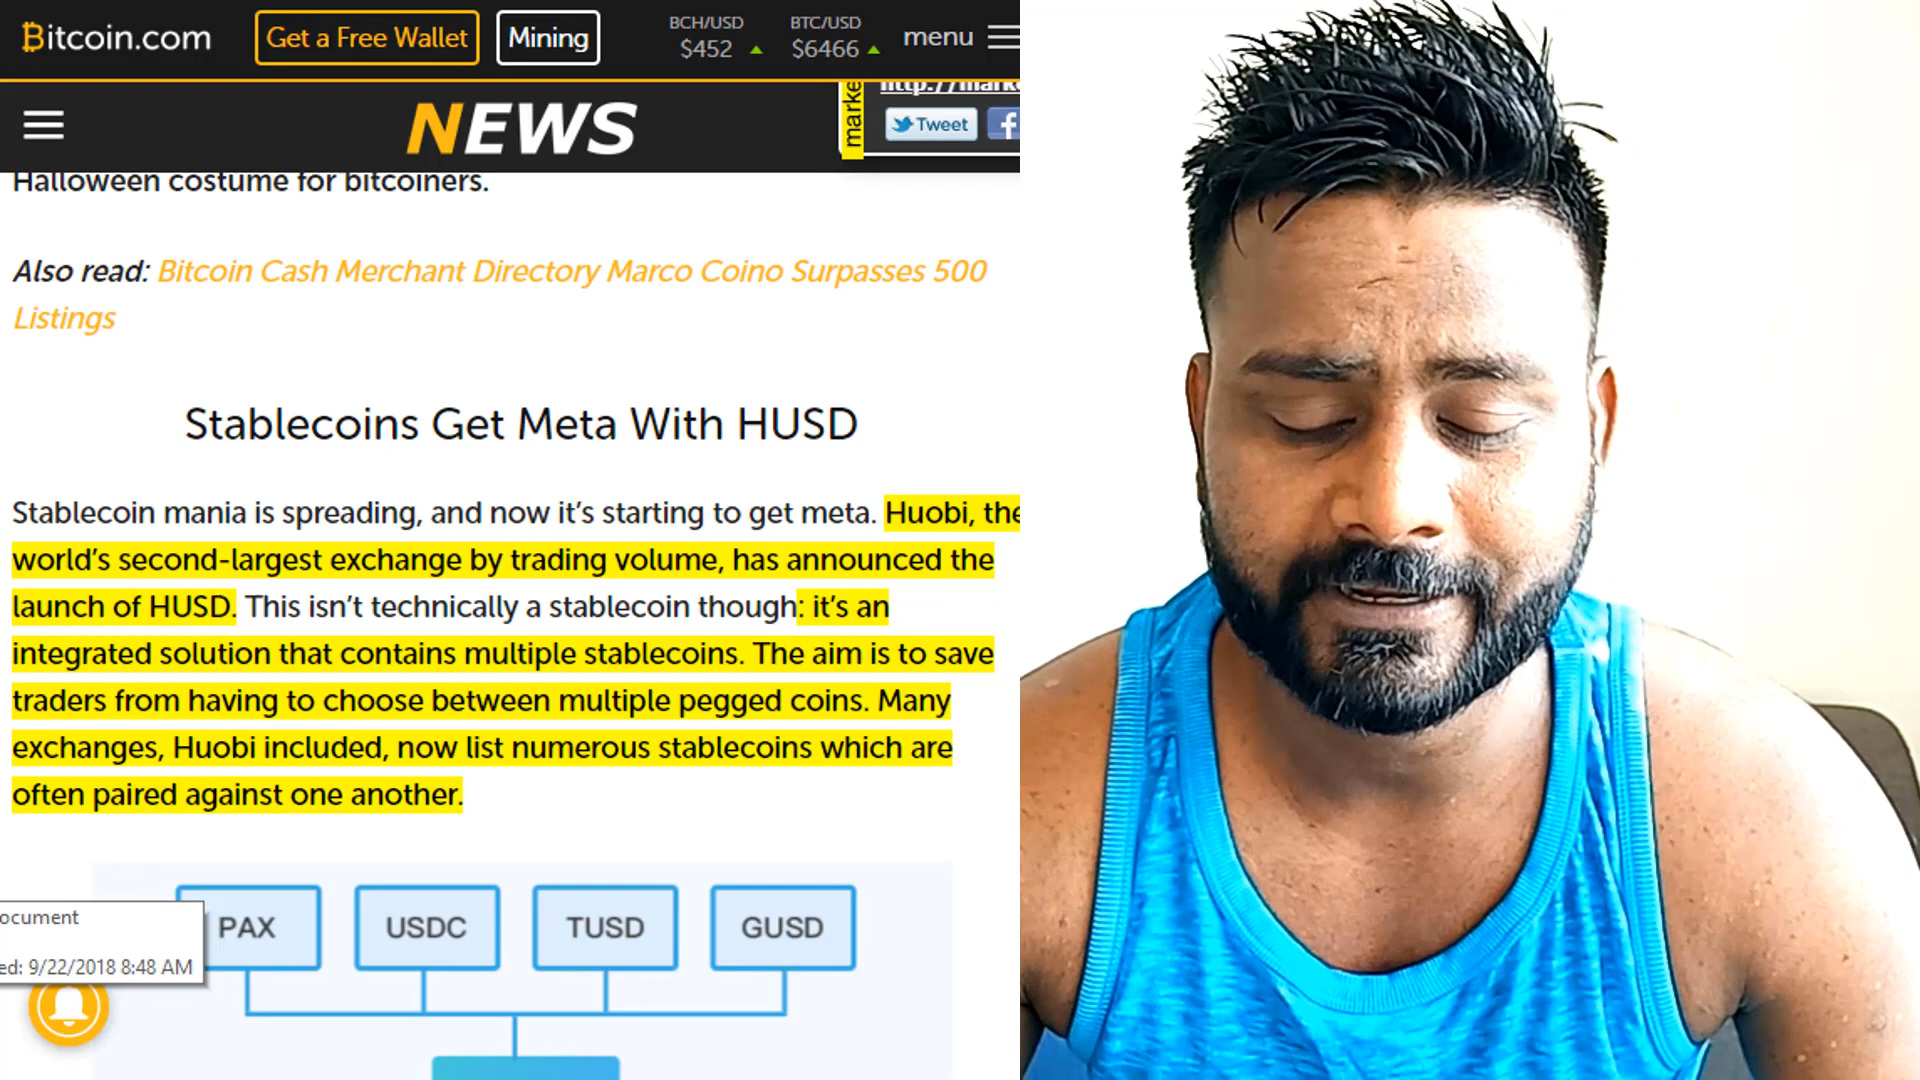 Bitcoin.com
Get a Free Wallet
Mining
BCH/USD
$452
BTC/USD
$6466
menu
NEWS
marke
Tweet
Halloween costume for bitcoiners.
Also read: Bitcoin Cash Merchant Directory Marco Coino Surpasses 500
Listings
Stablecoins Get Meta With HUSD
Stablecoin mania is spreading, and now it's starting to get meta. Huobi, the
world's second-largest exchange by trading volume, has announced the
launch of HUSD. This isn't technically a stablecoin though: it's an
integrated solution that contains multiple stablecoins. The aim is to save
traders from having to choose between multiple pegged coins. Many
exchanges, Huobi included, now list numerous stablecoins which are
often paired against one another.
PAX
USDC
TUSD
GUSD
ocument
ed: 9/22/2018 8:48 AM